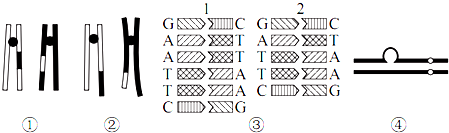 1 2
G C G C
A T A T
A T T A
T A T A
T A C G
C G
① ② ③ ④